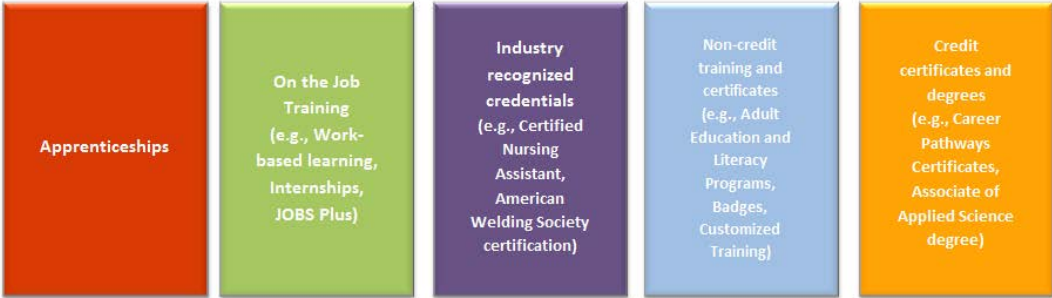 Apprenticeships
On the Job
Training
(e.g., Work-
based learning,
Internships,
JOBS Plus)
Industry
recognized
credentials
(e.g., Certified
Nursing
Assistant,
American
Welding Society
certification)
Non-credit
training and
certificates
(e.g., Adult
Education and
Literacy
Programs,
Badges,
Customized
Training)
Credit
certificates and
degrees
(e.g., Career
Pathways
Certificates,
Associate of
Applied Science
degree)